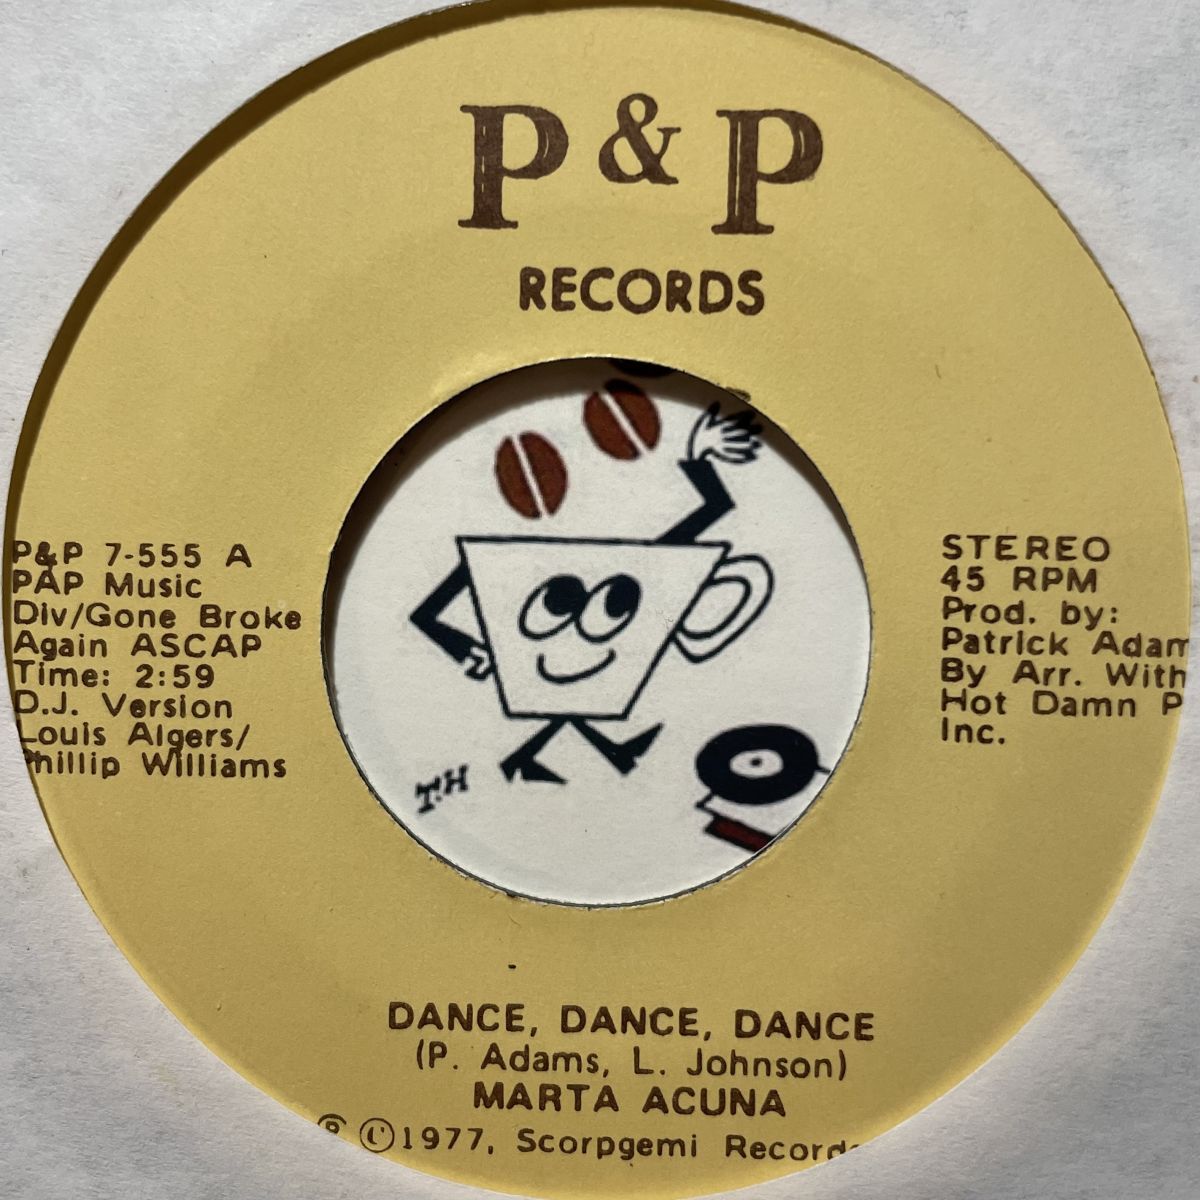 P & P
RECORDS
P&P 7-555 A
PAP Music
Div/Gone Broke
Again ASCAP
Time: 2:59
D.J. Version
Louis Algers/
Phillip Williams
STEREO
45 RPM
Prod. by:
Patrick Adam
By Arr. With
Hot Damn P
Inc.
T.H
DANCE, DANCE, DANCE
(P. Adams, L. Johnson)
MARTA ACUNA
℗ ©1977, Scorpgemi Record